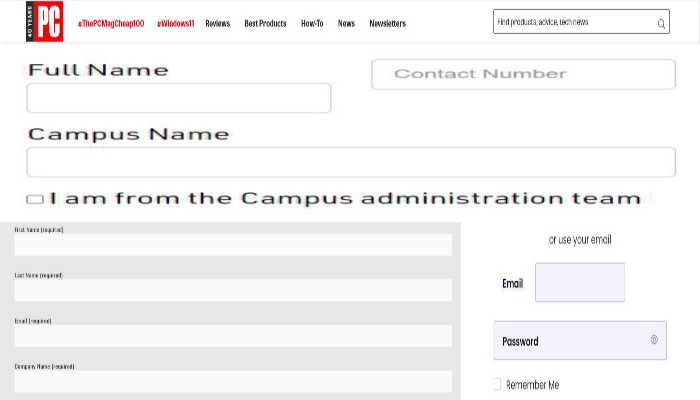 40 YEARS PC #ThePCMagCheap100 #Windows11 Reviews Best Products How-To News Newsletters Find products, advice, tech news
Full Name Contact Number
Campus Name
I am from the Campus administration team
First Name (required)
or use your email
Last Name (required)
Email
Email (required)
Password
Company Name (required)
Remember Me